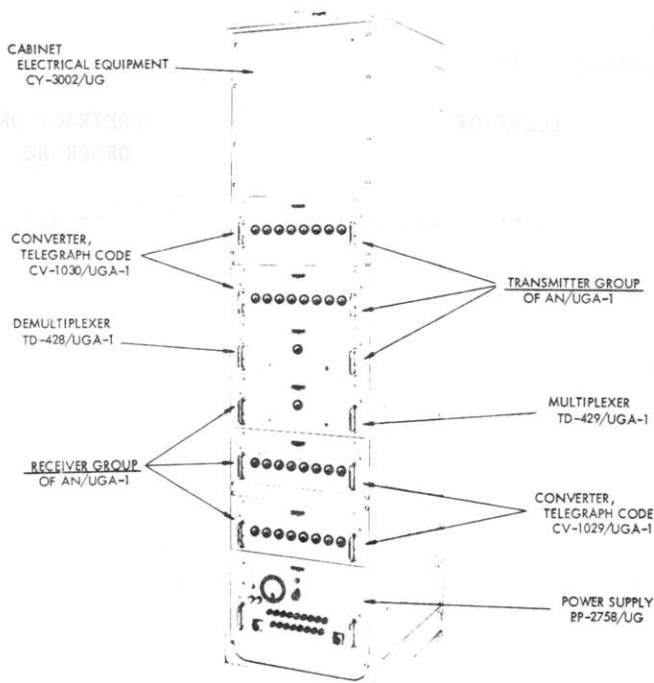 CABINET
ELECTRICAL EQUIPMENT
CY-3002/UG
CONVERTER,
TELEGRAPH CODE
CV-1030/UGA-1
TRANSMITTER GROUP
OF AN/UGA-1
DEMULTIPLEXER
TD-428/UGA-1
MULTIPLEXER
TD-429/UGA-1
RECEIVER GROUP
OF AN/UGA-1
CONVERTER,
TELEGRAPH CODE
CV-1029/UGA-1
POWER SUPPLY
PP-2758/UG